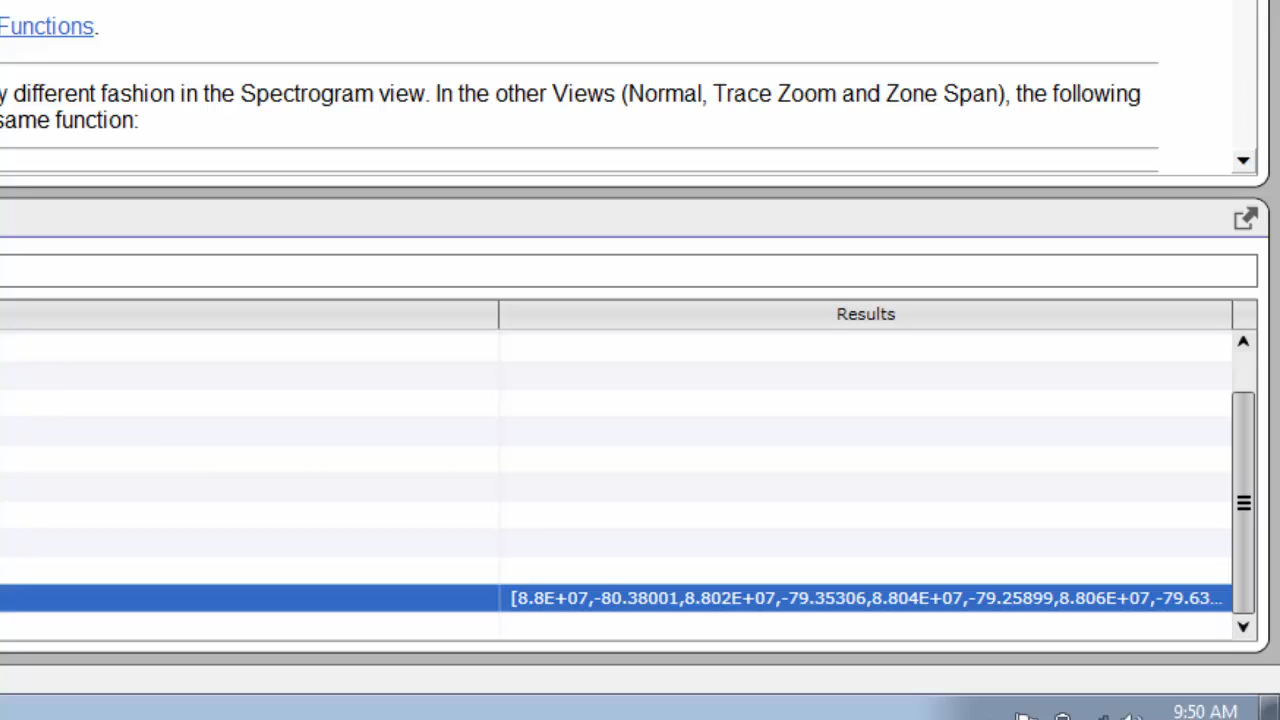 Functions.
y different fashion in the Spectrogram view. In the other Views (Normal, Trace Zoom and Zone Span), the following
same function:
Results
[8.8E+07,-80.38001,8.802E+07,-79.35306,8.804E+07,-79.25899,8.806E+07,-79.63...
9:50 AM